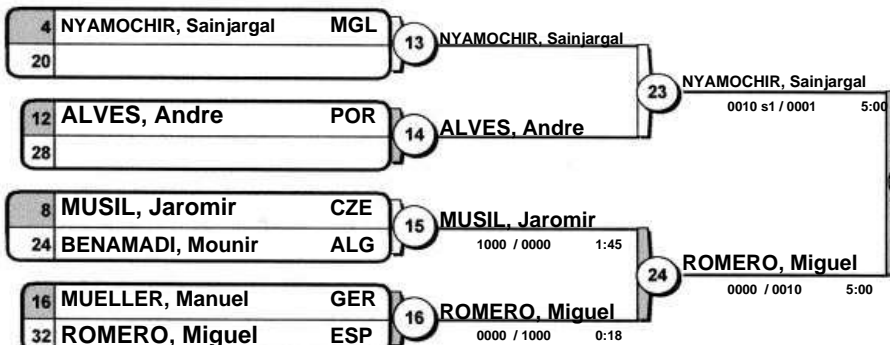 4 NYAMOCHIR, Sainjargal MGL
20
13 NYAMOCHIR, Sainjargal
12 ALVES, Andre POR
28
14 ALVES, Andre
23 NYAMOCHIR, Sainjargal
0010 s1 / 0001 5:00
8 MUSIL, Jaromir CZE
24 BENAMADI, Mounir ALG
15 MUSIL, Jaromir
1000 / 0000 1:45
16 MUELLER, Manuel GER
32 ROMERO, Miguel ESP
16 ROMERO, Miguel
0000 / 1000 0:18
24 ROMERO, Miguel
0000 / 0010 5:00